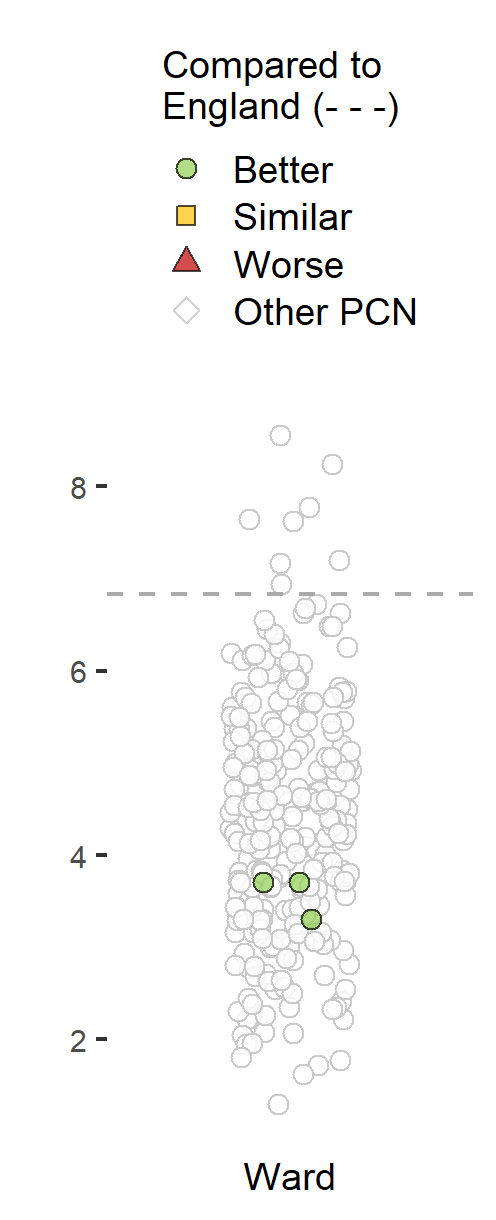 Compared to
England (- - -)
Better
Similar
Worse
Other PCN
8
6
4
2
Ward